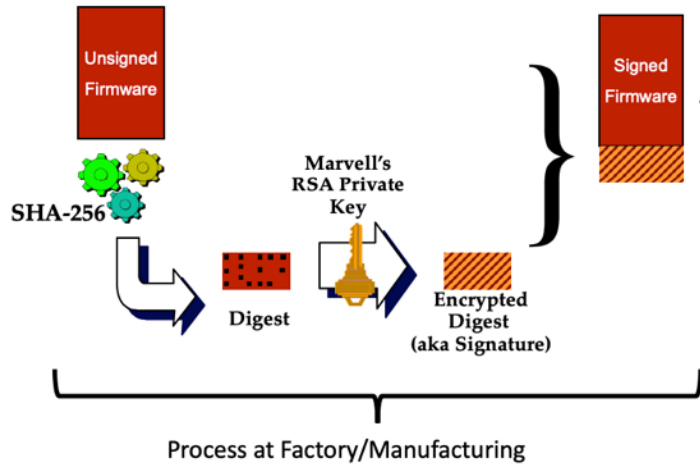 Unsigned
Firmware
Signed
Firmware
Marvell's
RSA Private
Key
SHA-256
Digest
Encrypted
Digest
(aka Signature)
Process at Factory/Manufacturing